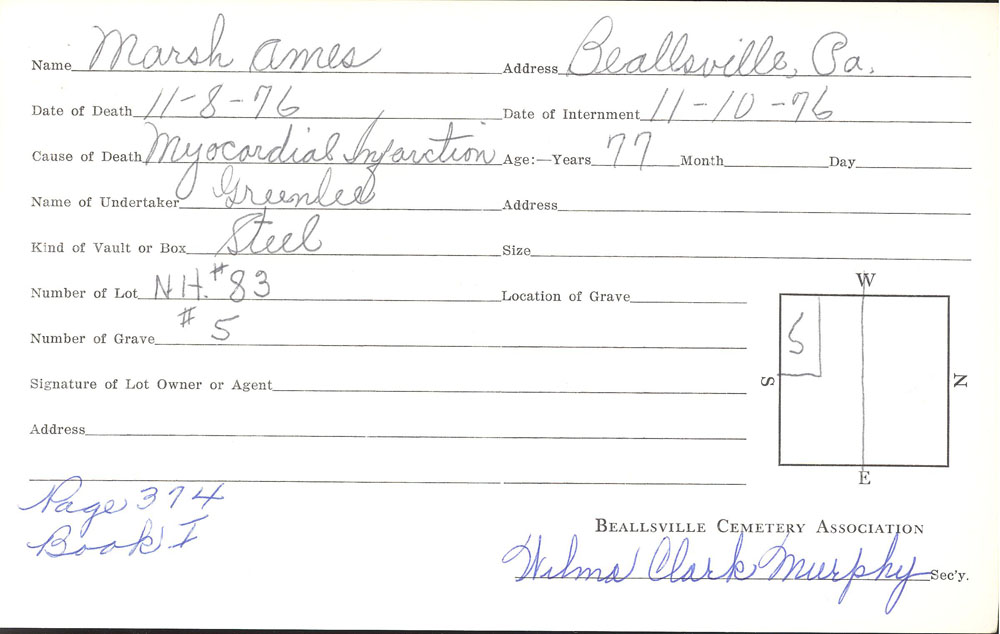 Name Marsh Ames Address Beallsville, Pa.
Date of Death 11-8-76 Date of Internment 11-10-76
Cause of Death Myocardial Infarction Age:—Years 77 Month Day
Name of Undertaker Greenlee Address
Kind of Vault or Box Steel Size
Number of Lot N.H. #83 Location of Grave
W
Number of Grave #5
5
Signature of Lot Owner or Agent
S N
Address
E
Page 374
Book I
BEALLSVILLE CEMETERY ASSOCIATION
Wilma Clark Murphy Sec'y.